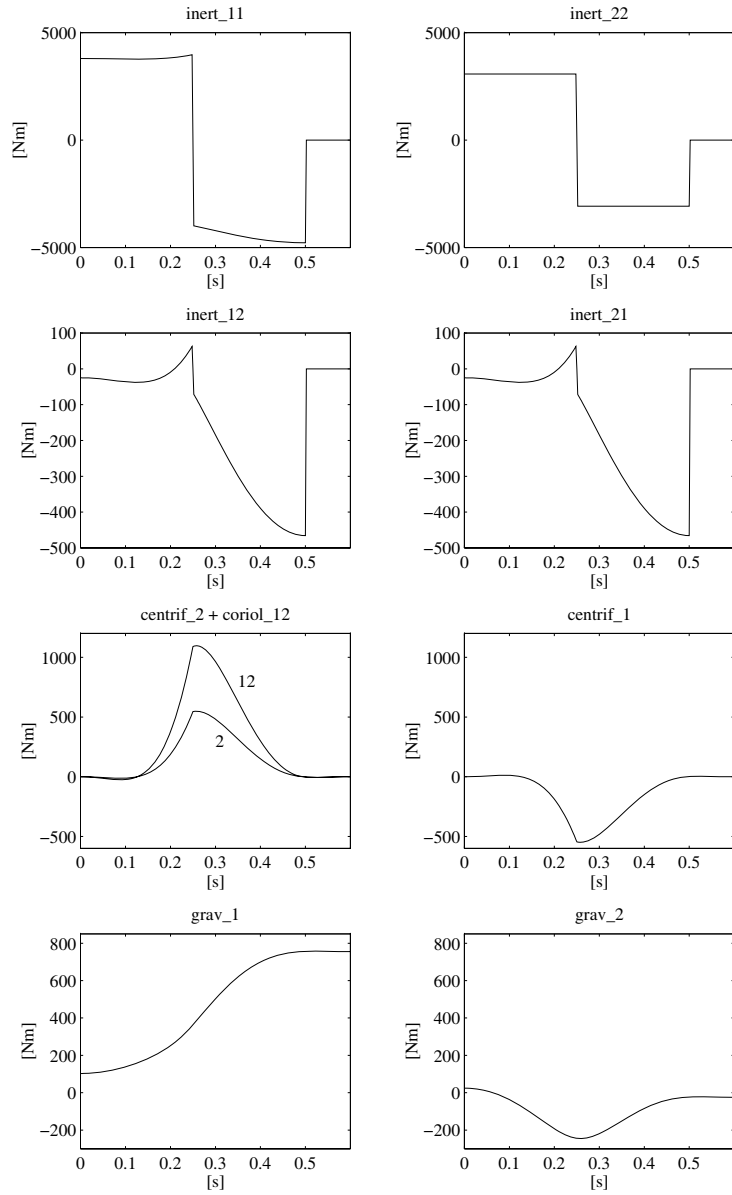 inert_11
5000
0
−5000
[Nm]
0 0.1 0.2 0.3 0.4 0.5
[s]
inert_22
5000
0
−5000
[Nm]
0 0.1 0.2 0.3 0.4 0.5
[s]
inert_12
100
0
−100
−200
−300
−400
−500
[Nm]
0 0.1 0.2 0.3 0.4 0.5
[s]
inert_21
100
0
−100
−200
−300
−400
−500
[Nm]
0 0.1 0.2 0.3 0.4 0.5
[s]
centrif_2 + coriol_12
1000
500
0
−500
[Nm]
12
2
0 0.1 0.2 0.3 0.4 0.5
[s]
centrif_1
1000
500
0
−500
[Nm]
0 0.1 0.2 0.3 0.4 0.5
[s]
grav_1
800
600
400
200
0
−200
[Nm]
0 0.1 0.2 0.3 0.4 0.5
[s]
grav_2
800
600
400
200
0
−200
[Nm]
0 0.1 0.2 0.3 0.4 0.5
[s]